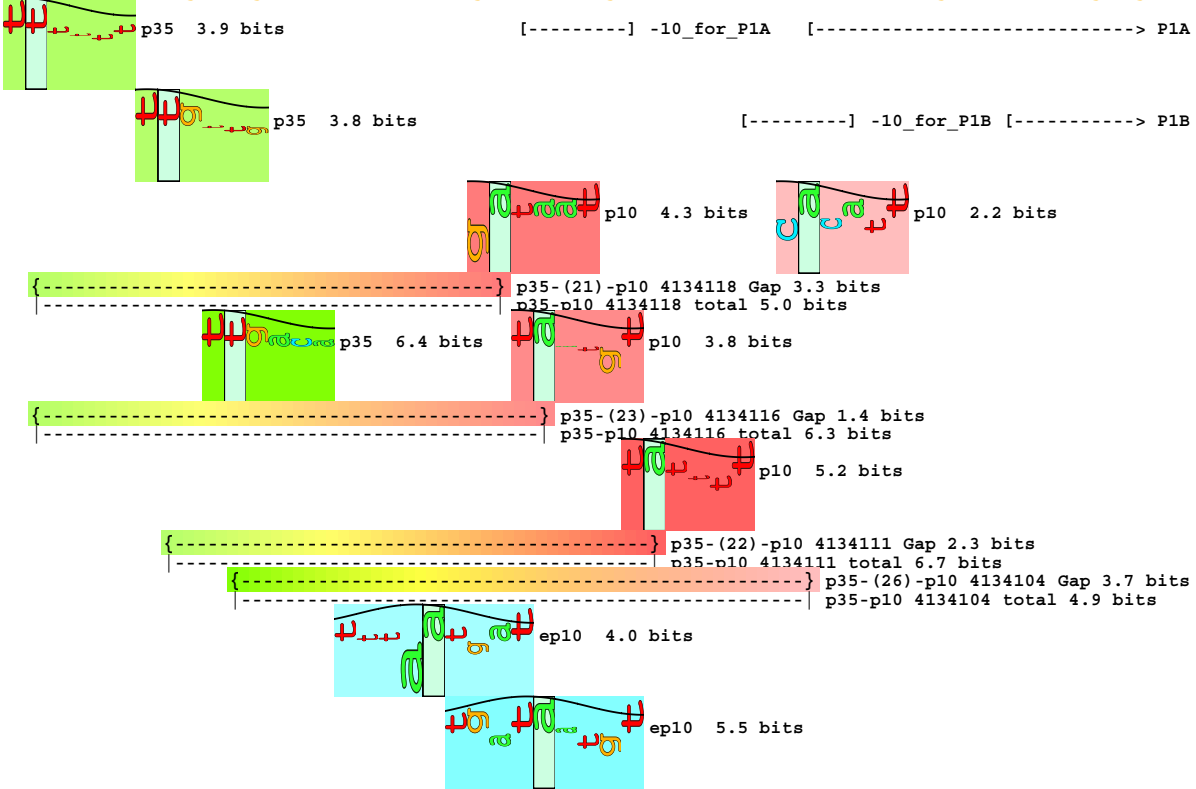 p35 3.9 bits [---------] -10_for_P1A [-----------------------------> P1A
p35 3.8 bits [---------] -10_for_P1B [-----------> P1B
gataat p10 4.3 bits cacatt p10 2.2 bits
p35-(21)-p10 4134118 Gap 3.3 bits
p35-p10 4134118 total 5.0 bits
ttgaca p35 6.4 bits p10 3.8 bits
p35-(23)-p10 4134116 Gap 1.4 bits
p35-p10 4134116 total 6.3 bits
p10 5.2 bits
p35-(22)-p10 4134111 Gap 2.3 bits
p35-p10 4134111 total 6.7 bits
p35-(26)-p10 4134104 Gap 3.7 bits
p35-p10 4134104 total 4.9 bits
ep10 4.0 bits
tgataatgt ep10 5.5 bits